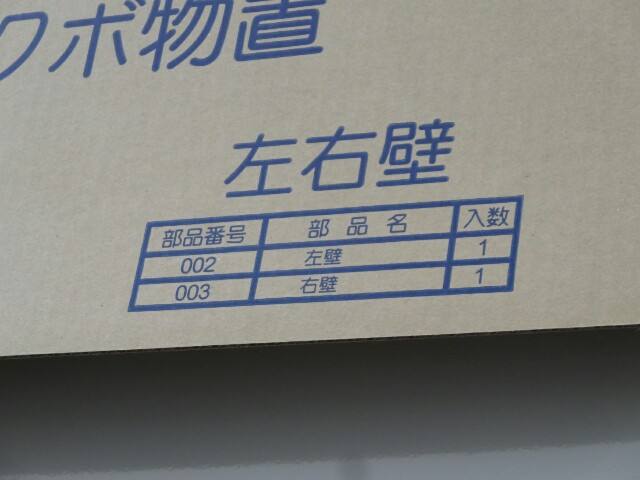 クボ物置
左右壁
部品番号 部品名 入数
002 左壁 1
003 右壁 1